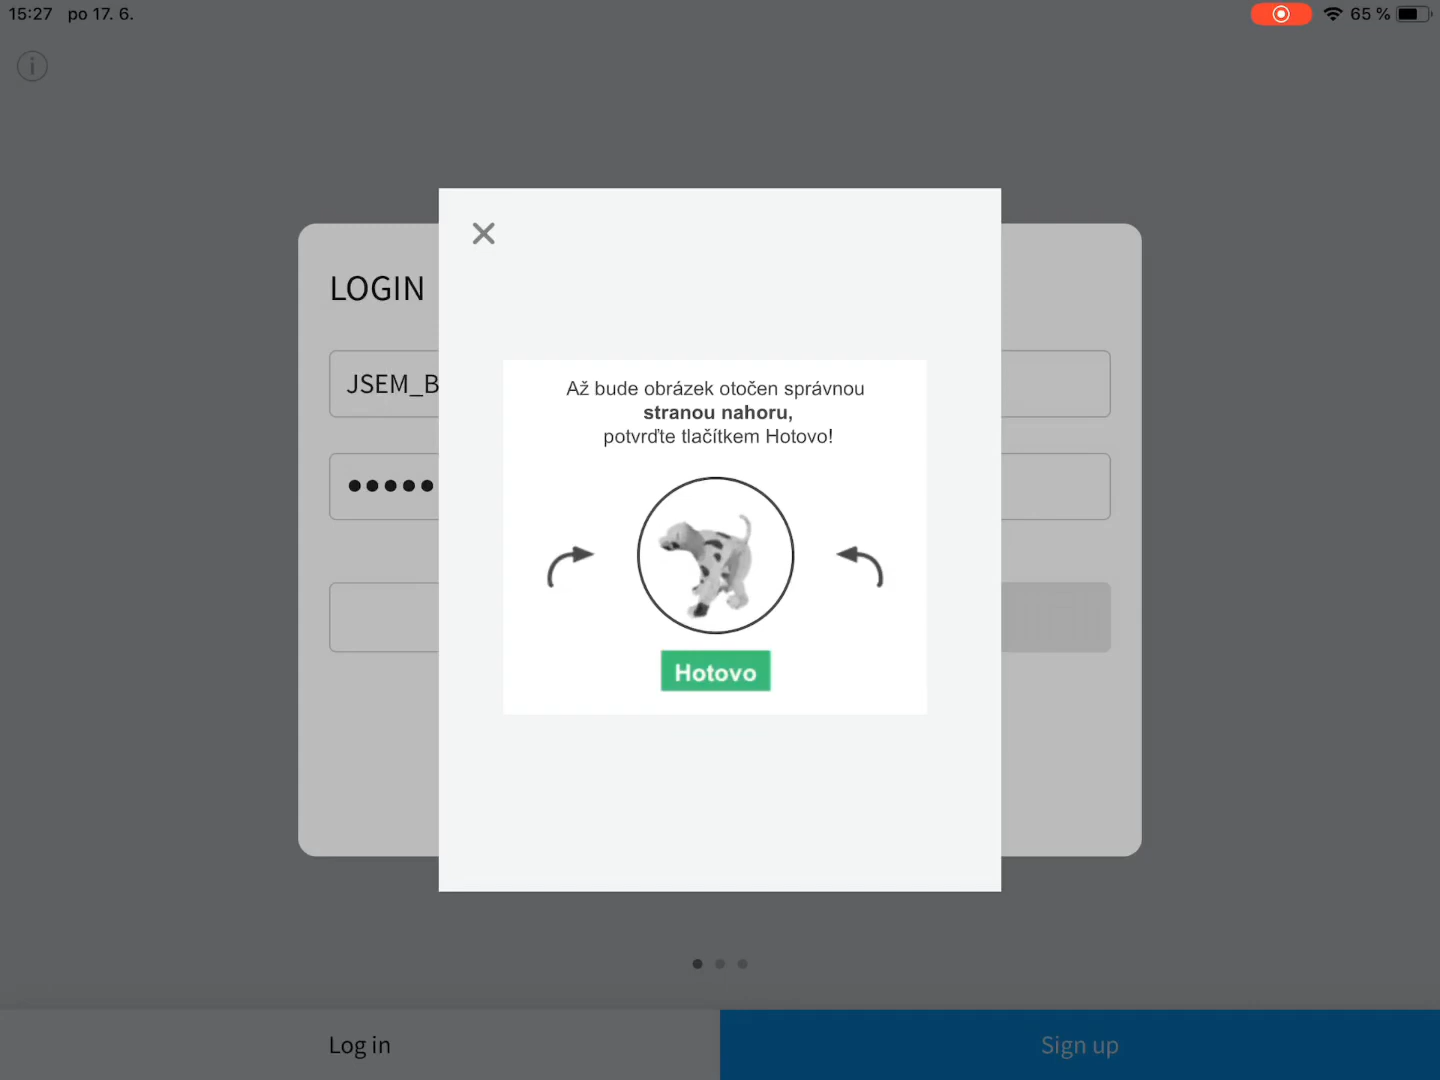 15:27 po 17. 6.
65 %
LOGIN
JSEM_B
Až bude obrázek otočen správnou
stranou nahoru,
potvrďte tlačítkem Hotovo!
Hotovo
Log in
Sign up